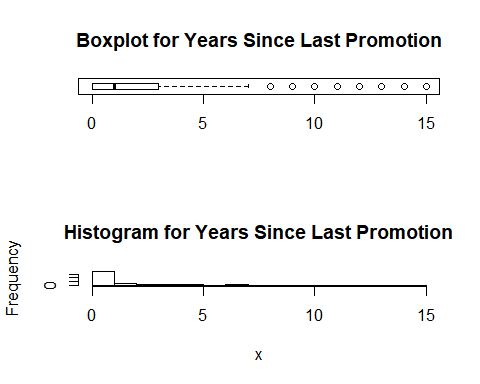 Boxplot for Years Since Last Promotion
0 5 10 15
Histogram for Years Since Last Promotion
Frequency
0
0 5 10 15
x